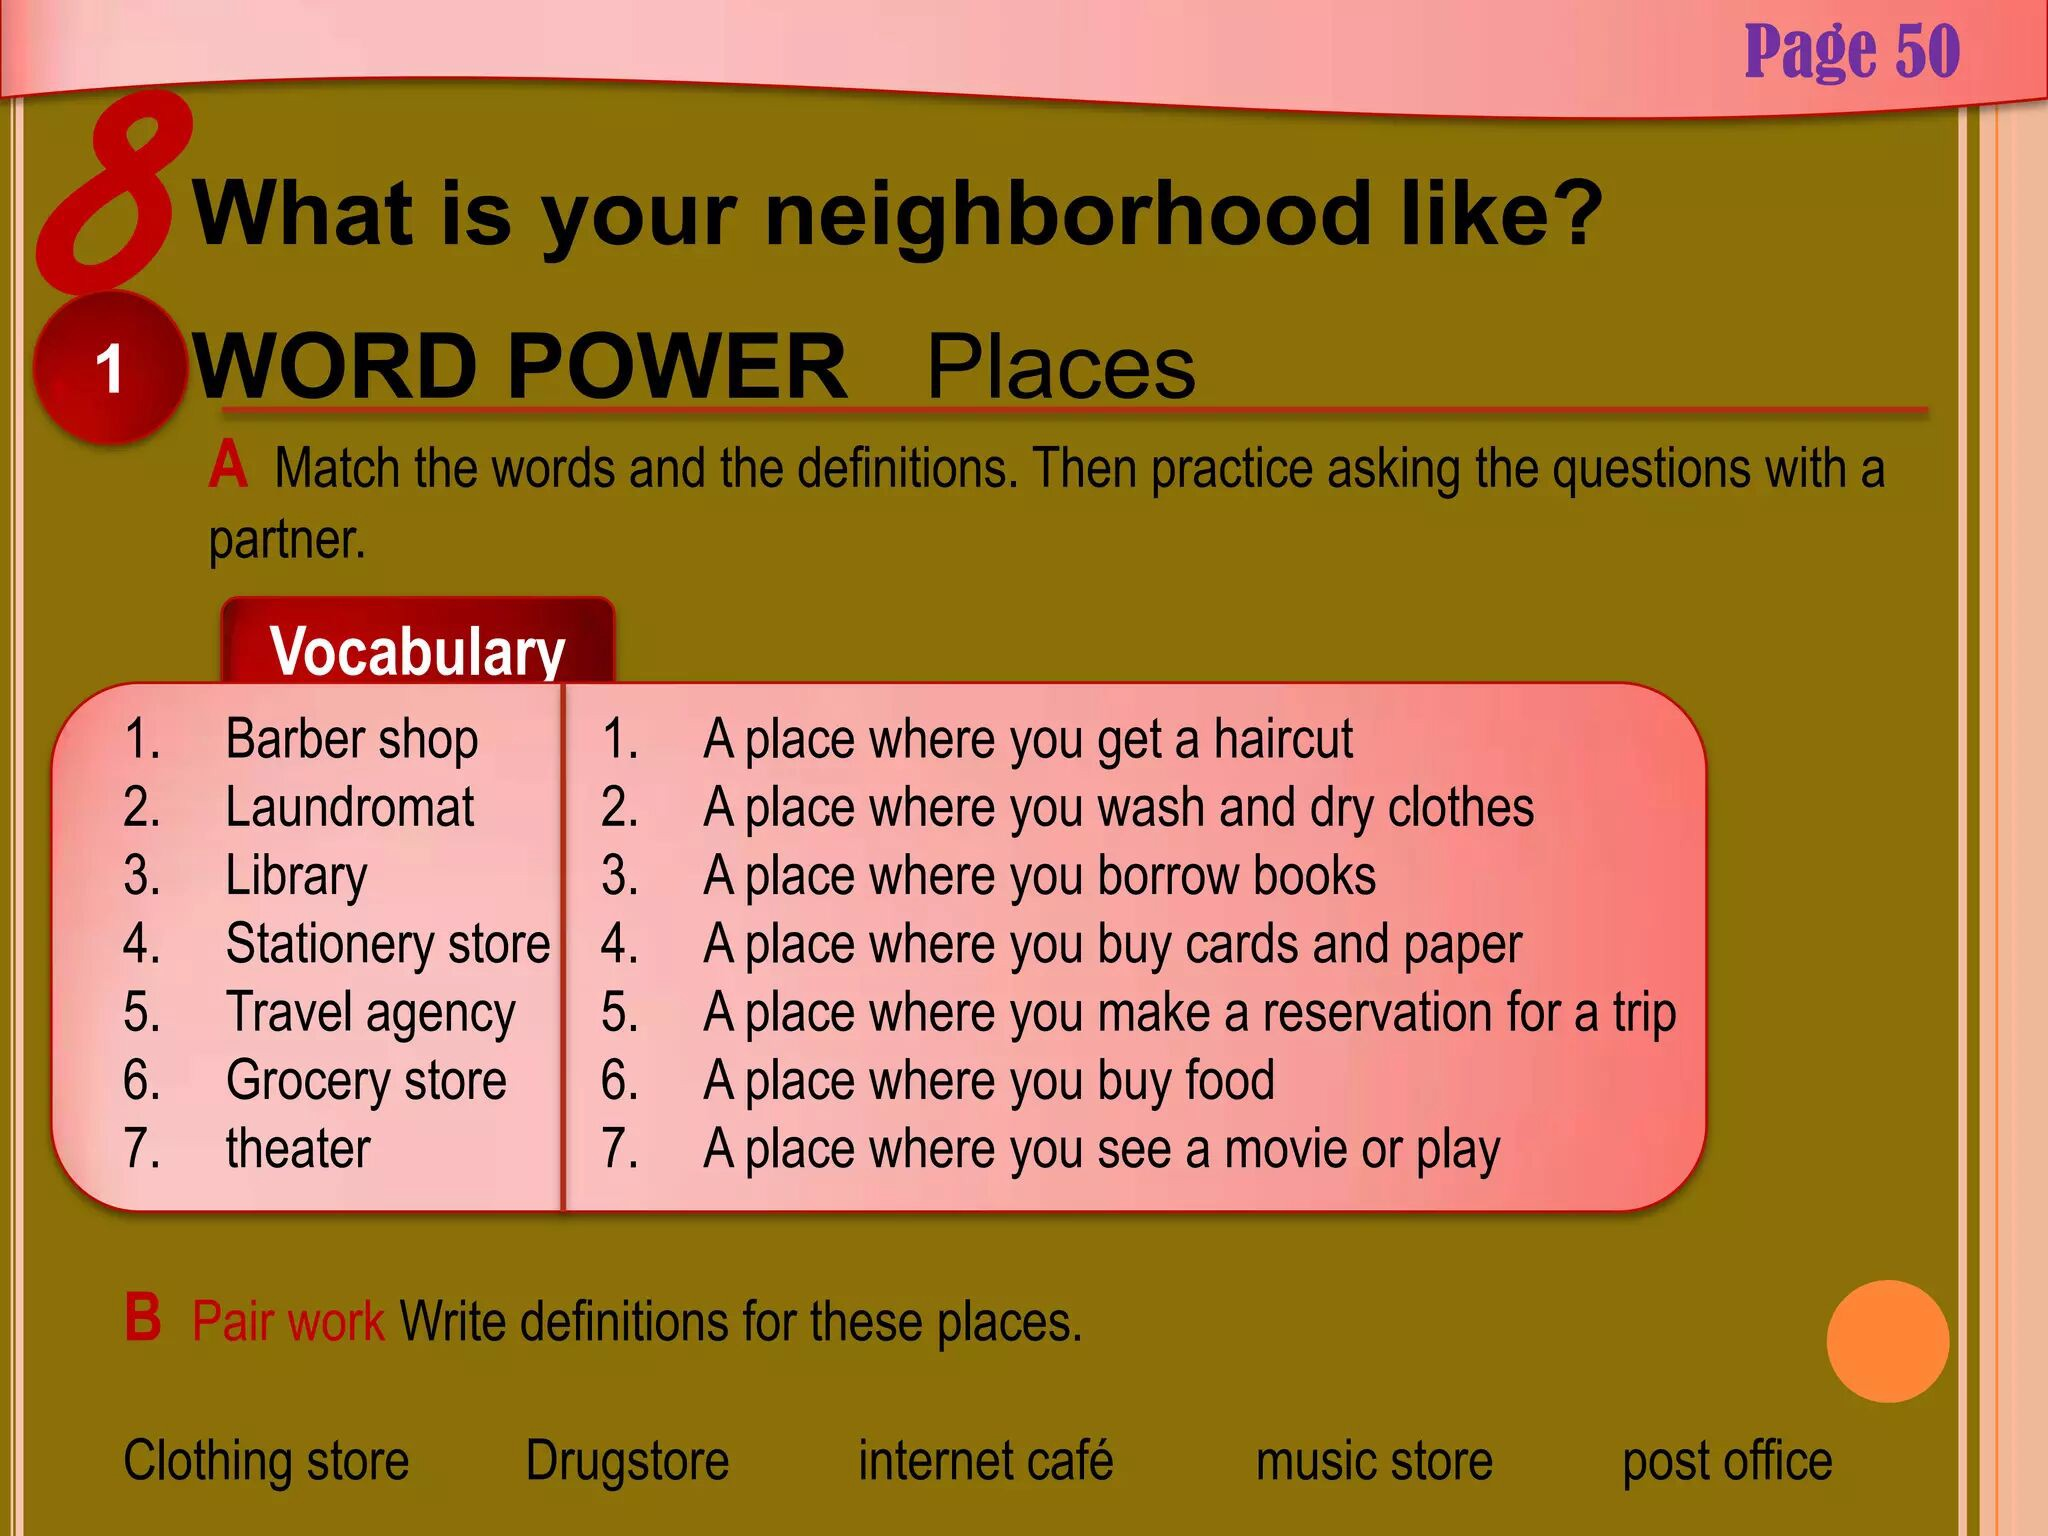 Page 50
8 What is your neighborhood like?
1 WORD POWER Places
A Match the words and the definitions. Then practice asking the questions with a
partner.
Vocabulary
1. Barber shop 1. A place where you get a haircut
2. Laundromat 2. A place where you wash and dry clothes
3. Library 3. A place where you borrow books
4. Stationery store 4. A place where you buy cards and paper
5. Travel agency 5. A place where you make a reservation for a trip
6. Grocery store 6. A place where you buy food
7. theater 7. A place where you see a movie or play
B Pair work Write definitions for these places.
Clothing store Drugstore internet café music store post office